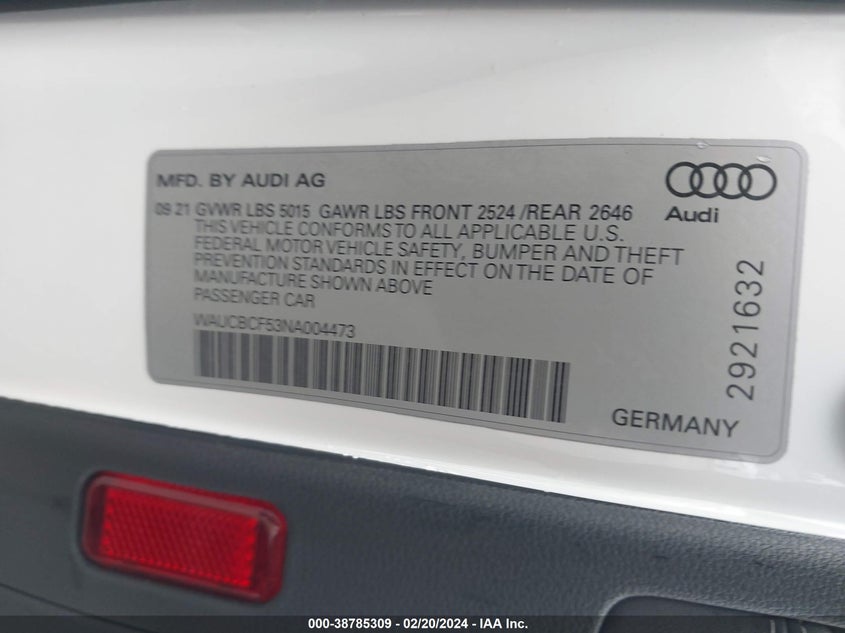 MFD. BY AUDI AG
Audi
09 21 GVWR LBS 5015 GAWR LBS FRONT 2524 /REAR 2646
THIS VEHICLE CONFORMS TO ALL APPLICABLE U.S.
FEDERAL MOTOR VEHICLE SAFETY, BUMPER AND THEFT
PREVENTION STANDARDS IN EFFECT ON THE DATE OF
MANUFACTURE SHOWN ABOVE
PASSENGER CAR
WAUCBCF53NA004473
2921632
GERMANY
000-38785309 - 02/20/2024 - IAA Inc.